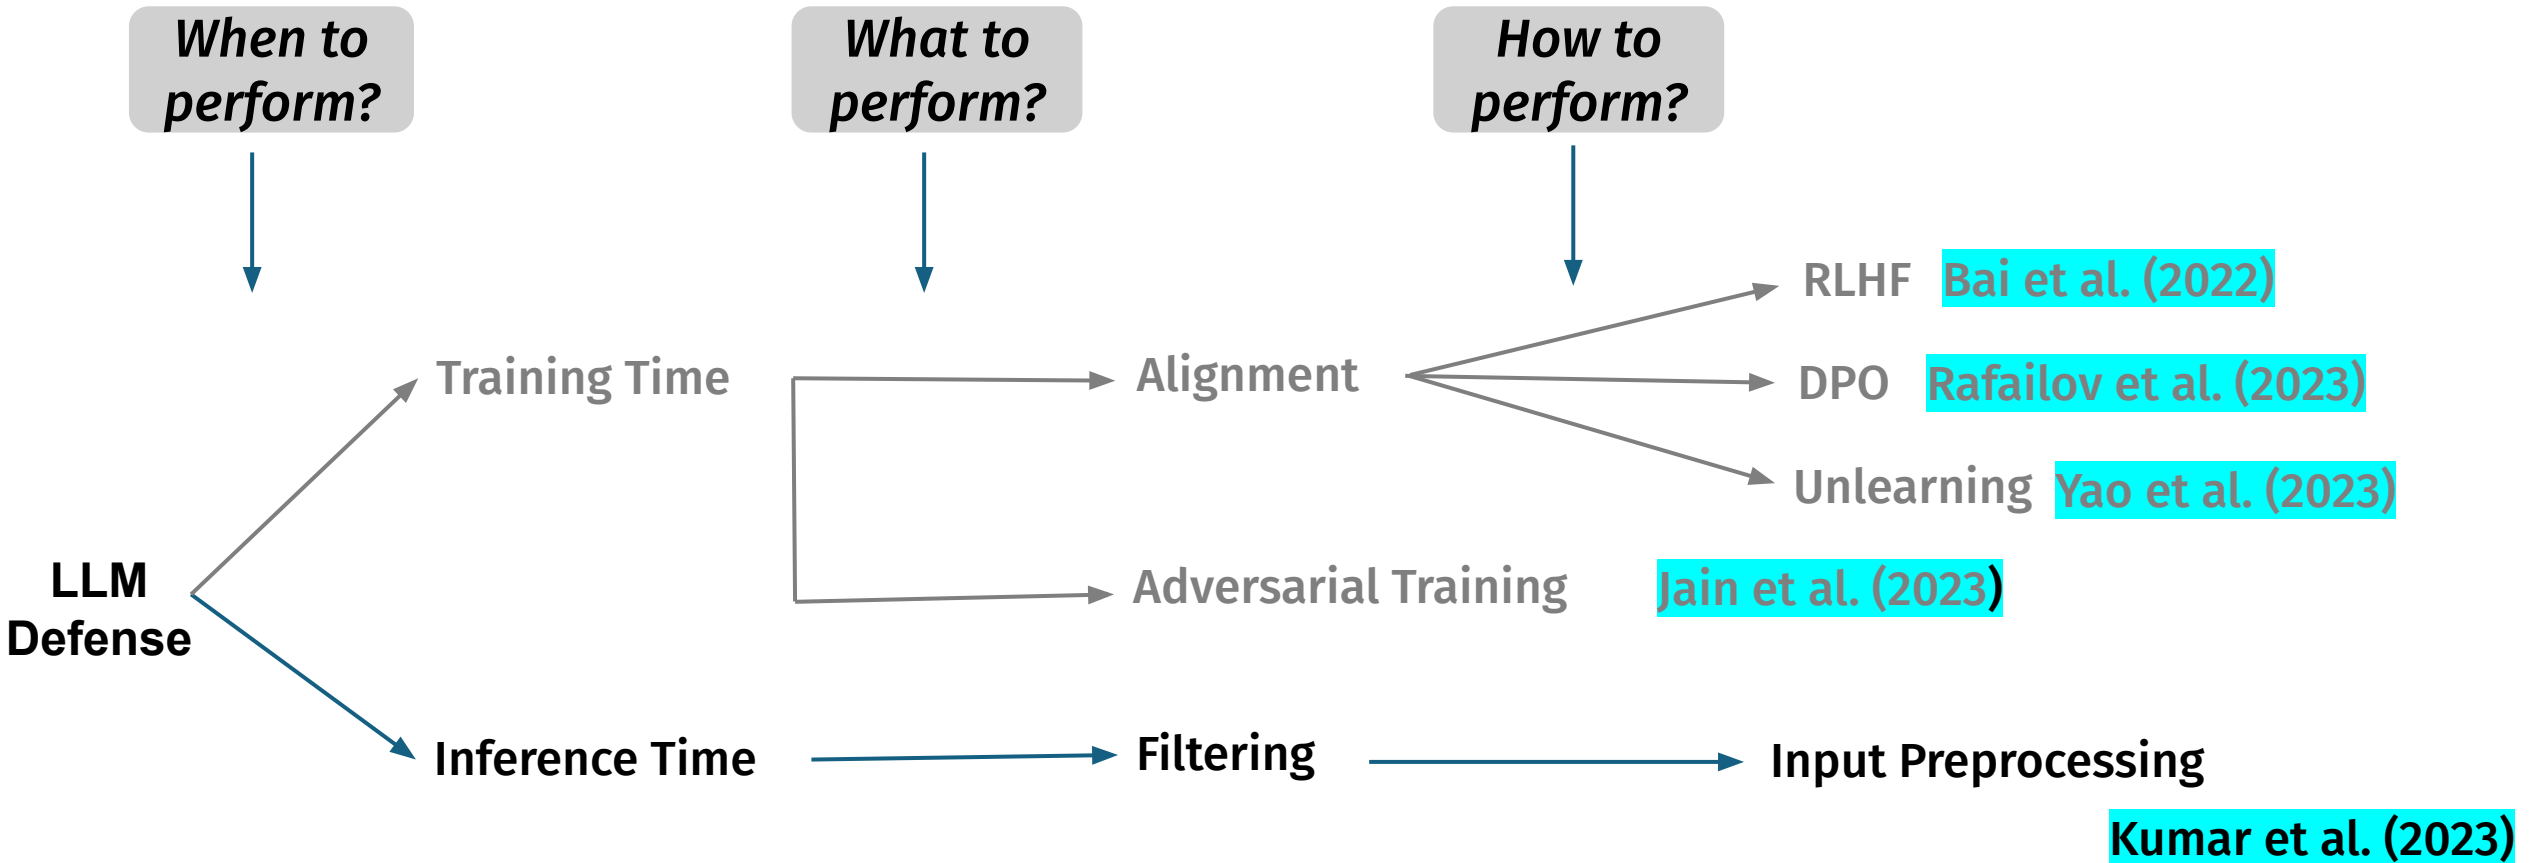 When to
perform?
What to
perform?
How to
perform?
RLHF Bai et al. (2022)
Training Time
Alignment
DPO Rafailov et al. (2023)
Unlearning Yao et al. (2023)
LLM
Defense
Adversarial Training Jain et al. (2023)
Inference Time
Filtering
Input Preprocessing
Kumar et al. (2023)